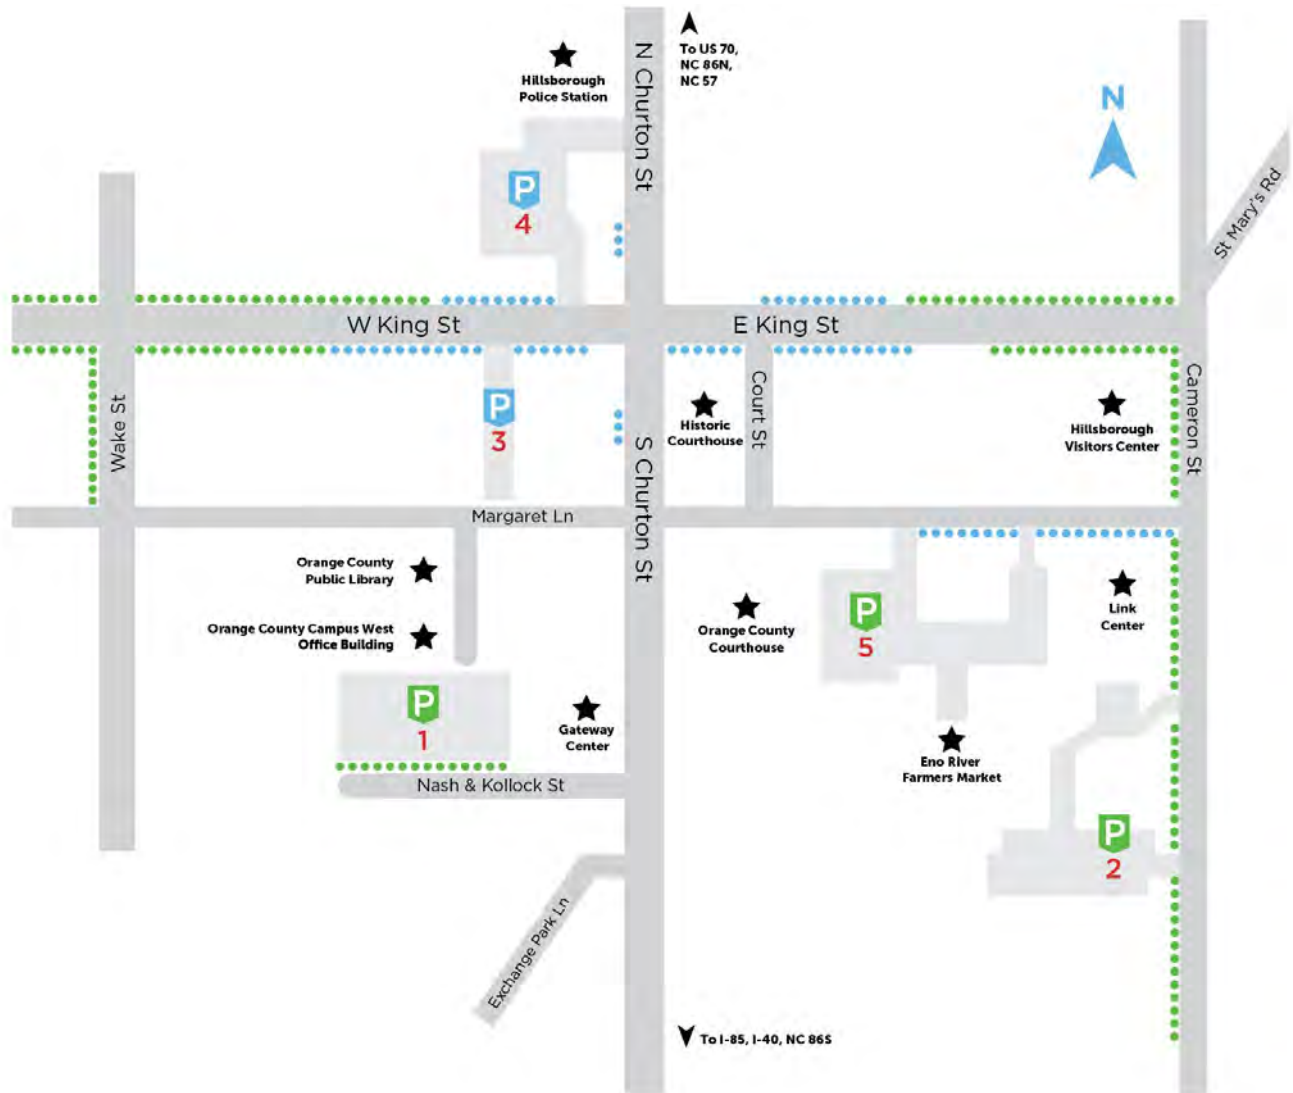 To US 70,
NC 86N,
NC 57
Hillsborough
Police Station
N Churton St
N
St Mary's Rd
P
4
W King St
E King St
Wake St
P
3
Historic
Courthouse
Court St
Hillsborough
Visitors Center
Cameron St
S Churton St
Margaret Ln
Orange County
Public Library
Orange County Campus West
Office Building
Orange County
Courthouse
P
5
Link
Center
P
1
Gateway
Center
Nash & Kollock St
Eno River
Farmers Market
P
2
Exchange Park Ln
To I-85, I-40, NC 86S